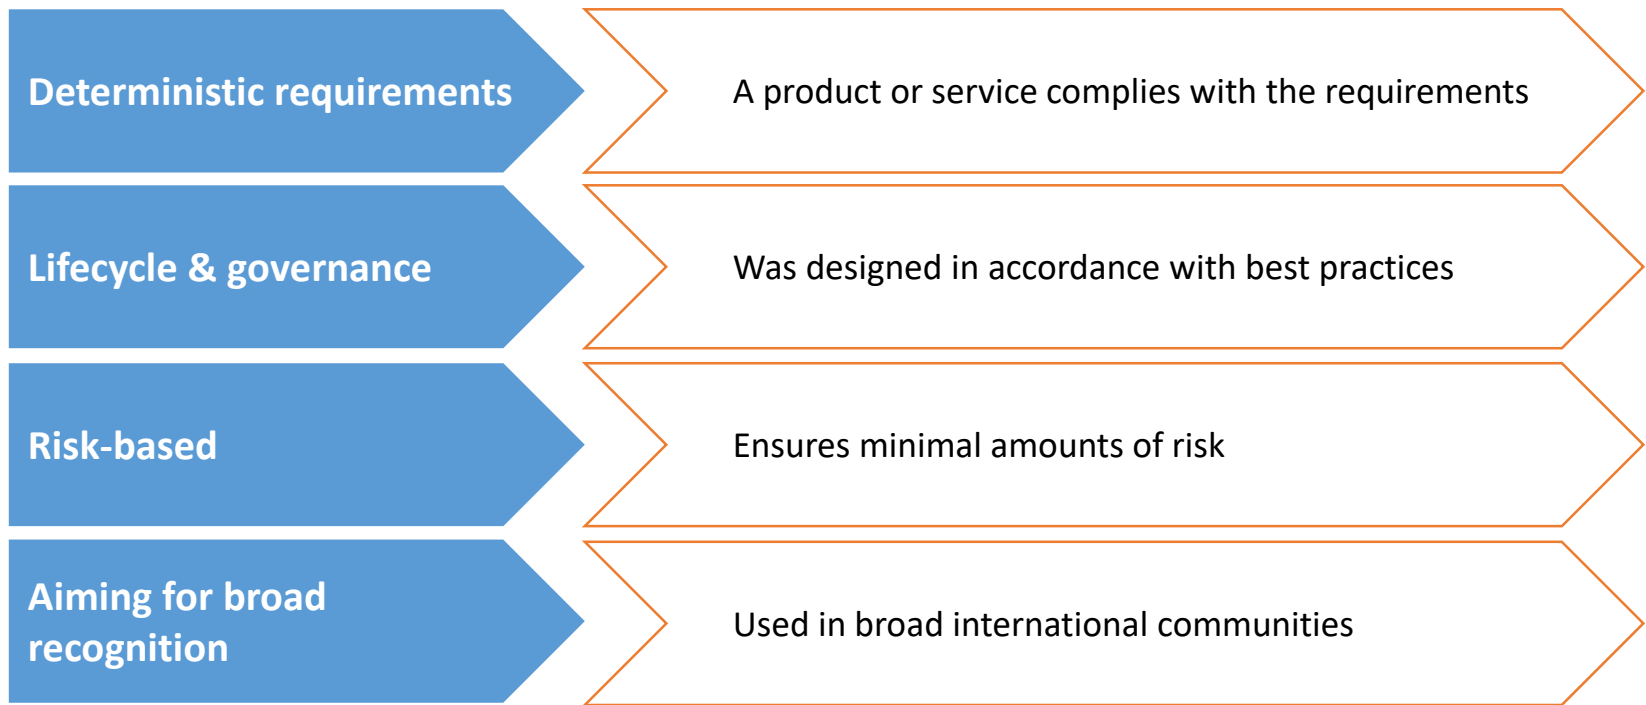 Deterministic requirements
A product or service complies with the requirements
Lifecycle & governance
Was designed in accordance with best practices
Risk-based
Ensures minimal amounts of risk
Aiming for broad
recognition
Used in broad international communities